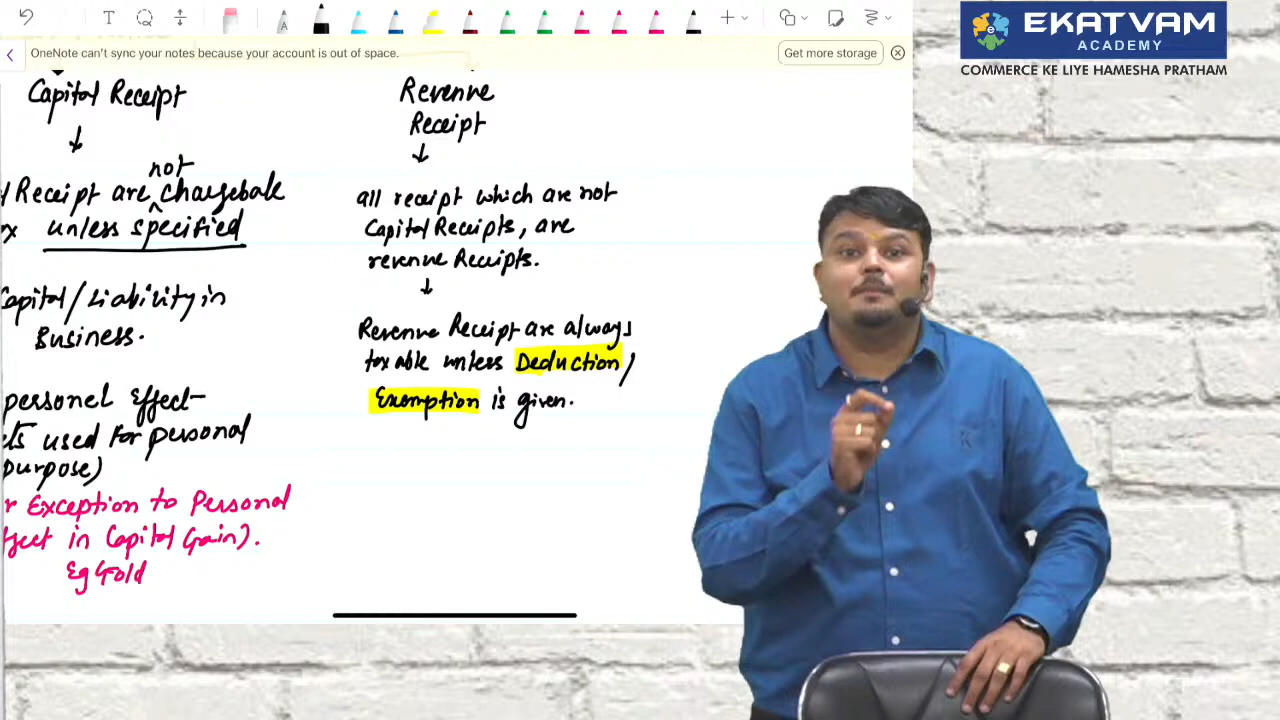 OneNote can't sync your notes because your account is out of space.
Get more storage
EKATVAM
ACADEMY
COMMERCE KE LIYE HAMESHA PRATHAM
Capital Receipt
not
Receipt are chargebale
unless specified
Capital/Liability in
Business.
personel Effect-
used for personal
purpose)
Exception to Personal
in Capital Gain).
Eg Gold
Revenue
Receipt
all receipt which are not
Capital Receipts, are
revenue Receipts.
Revenue Receipt are always
taxable unless Deduction/
Exemption is given.